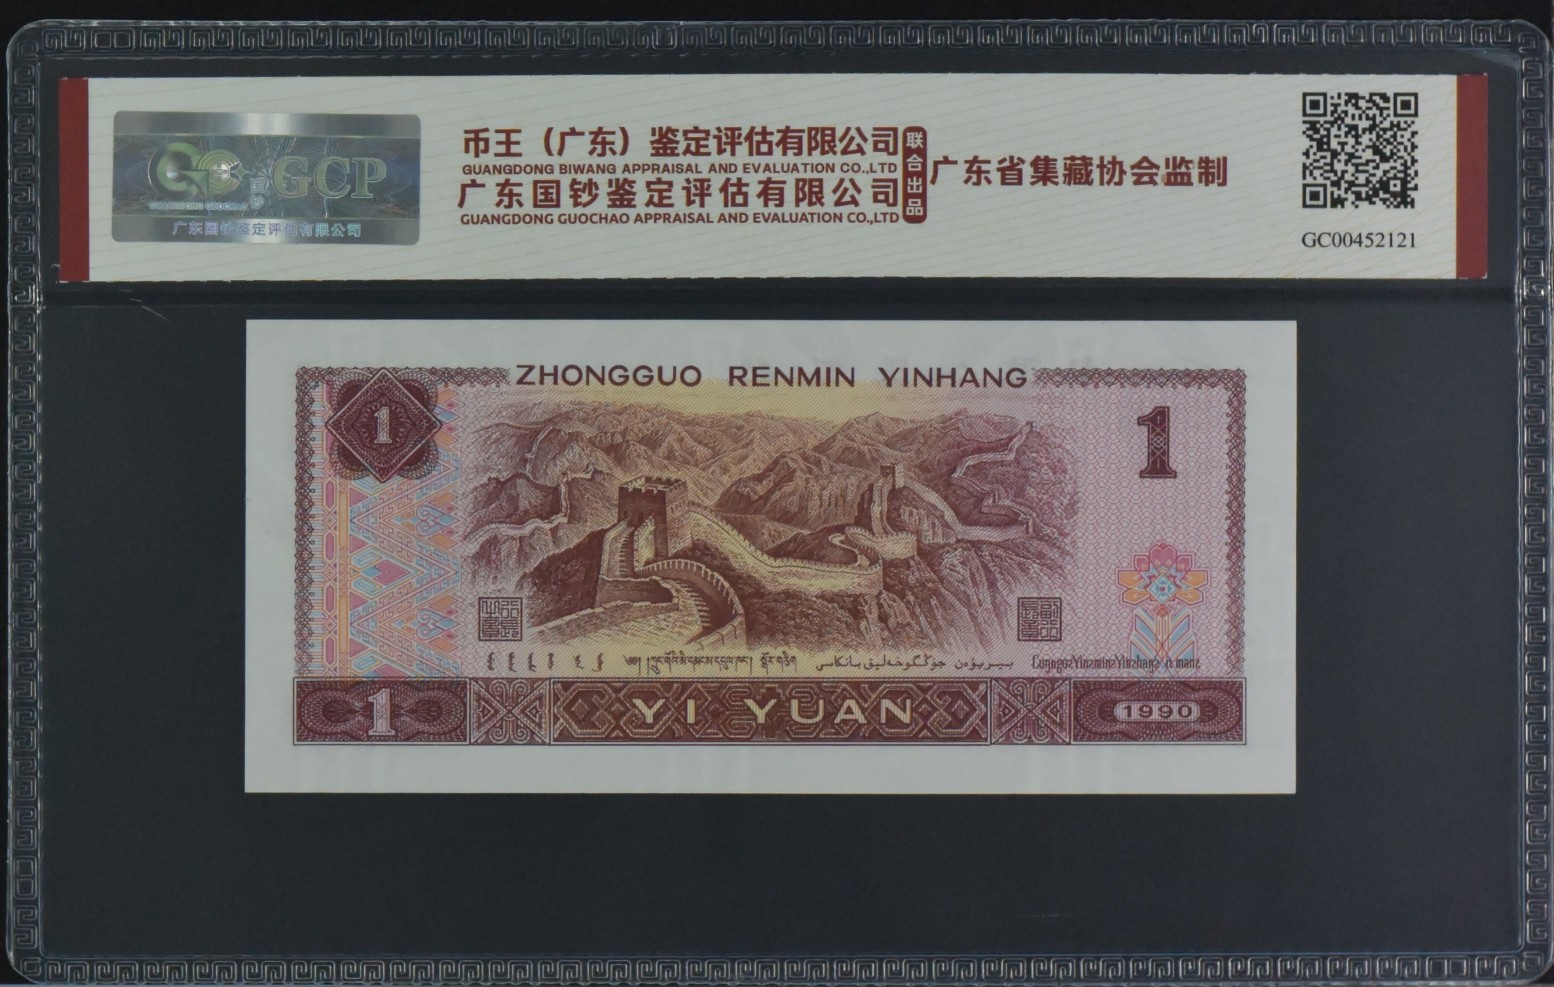 币王（广东）鉴定评估有限公司
GUANGDONG BIWANG APPRAISAL AND EVALUATION CO.,LTD
广东国钞鉴定评估有限公司
GUANGDONG GUOCHAO APPRAISAL AND EVALUATION CO.,LTD
联合出品
广东省集藏协会监制
GCP
广东国钞鉴定评估有限公司
GC00452121
ZHONGGUO RENMIN YINHANG
1
1
1
YI YUAN
1990